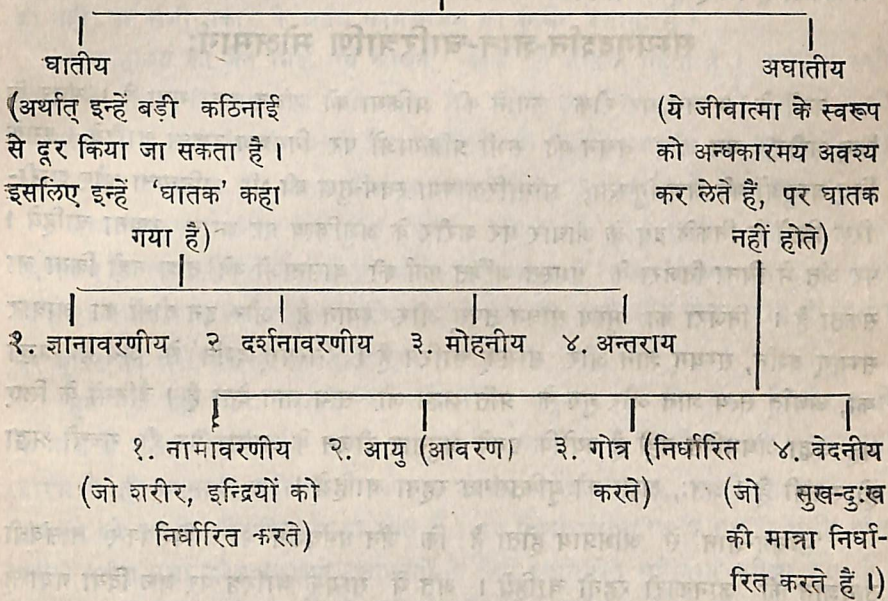 घातीय
(अर्थात् इन्हें बड़ी कठिनाई
से दूर किया जा सकता है ।
इसलिए इन्हें 'घातक' कहा
गया है)
अघातीय
(ये जीवात्मा के स्वरूप
को अन्धकारमय अवश्य
कर लेते हैं, पर घातक
नहीं होते)
१. ज्ञानावरणीय २ दर्शनावरणीय ३. मोहनीय ४. अन्तराय
१. नामावरणीय २. आयु (आवरण) ३. गोत्र (निर्धारित ४. वेदनीय
(जो शरीर, इन्द्रियों को करते) (जो सुख-दुःख
निर्धारित करते) की मात्रा निर्धा-
रित करते हैं ।)